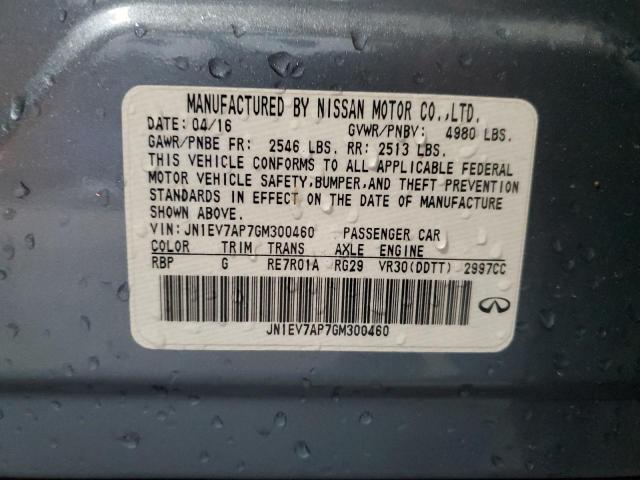 MANUFACTURED BY NISSAN MOTOR CO.,LTD.
DATE: 04/16 GVWR/PNBV: 4980 LBS.
GAWR/PNBE FR: 2546 LBS. RR: 2513 LBS.
THIS VEHICLE CONFORMS TO ALL APPLICABLE FEDERAL
MOTOR VEHICLE SAFETY,BUMPER,AND THEFT PREVENTION
STANDARDS IN EFFECT ON THE DATE OF MANUFACTURE
SHOWN ABOVE.
VIN: JN1EV7AP7GM300460 PASSENGER CAR
COLOR TRIM TRANS AXLE ENGINE
RBP G RE7R01A RG29 VR30(DDTT) 2997CC
JN1EV7AP7GM300460